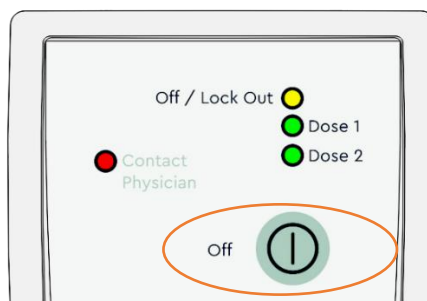 Off / Lock Out
Dose 1
Dose 2
Contact
Physician
Off